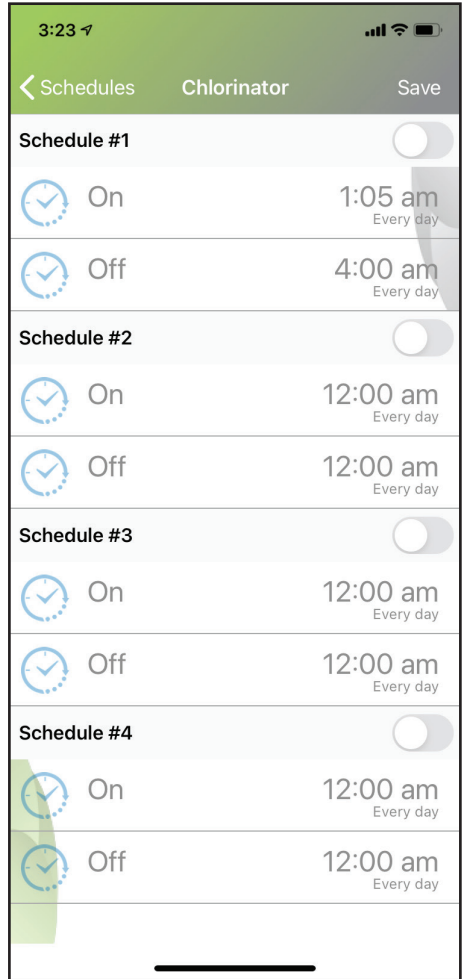 3:23
Schedules Chlorinator Save
Schedule #1
On 1:05 am
Every day
Off 4:00 am
Every day
Schedule #2
On 12:00 am
Every day
Off 12:00 am
Every day
Schedule #3
On 12:00 am
Every day
Off 12:00 am
Every day
Schedule #4
On 12:00 am
Every day
Off 12:00 am
Every day